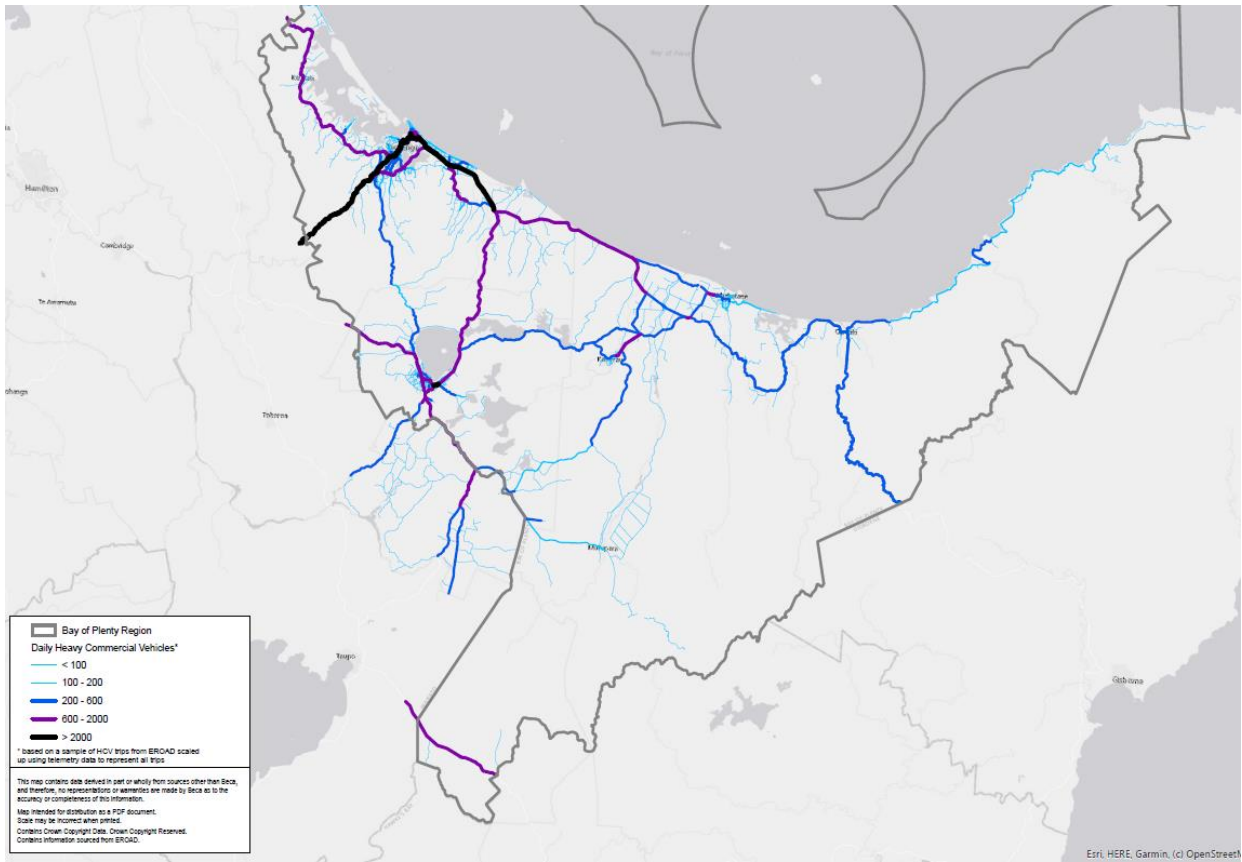 Bay of Plenty
Hamilton
Cambridge
Te Awamutu
Tokoroa
Taupo
Gisborne
Bay of Plenty Region
Daily Heavy Commercial Vehicles*
< 100
100 - 200
200 - 600
600 - 2000
> 2000
* based on a sample of HCV trips from EROAD scaled
up using telemetry data to represent all trips
This map contains data derived in part or wholly from sources other than Beca,
and therefore, no representations or warranties are made by Beca as to the
accuracy or completeness of this information.
Map intended for distribution as a PDF document.
Scale may be incorrect when printed.
Contains Crown Copyright Data. Crown Copyright Reserved.
Contains information sourced from EROAD.
Esri, HERE, Garmin, (c) OpenStreetM